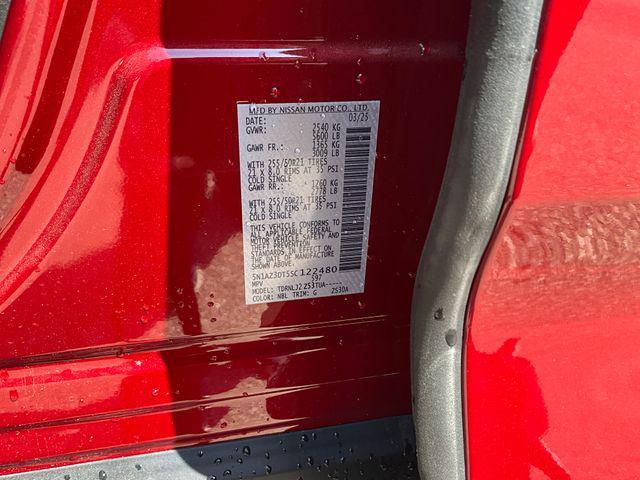 MFD BY NISSAN MOTOR CO., LTD.
DATE: 03/25
GVWR: 2540 KG
5600 LB
GAWR FR.: 1365 KG
3009 LB
WITH 255/50R21 TIRES
21 X 8.0 RIMS AT 35 PSI
COLD SINGLE
GAWR RR.: 1260 KG
2778 LB
WITH 255/50R21 TIRES
21 X 8.0 RIMS AT 35 PSI
COLD SINGLE
THIS VEHICLE CONFORMS TO
ALL APPLICABLE FEDERAL
MOTOR VEHICLE SAFETY AND
THEFT PREVENTION
STANDARDS IN EFFECT ON
THE DATE OF MANUFACTURE
SHOWN ABOVE.
5N1AZ3DT5SC122480
MPV 597
MODEL: TDRNLJ2Z53TUA-----
COLOR: NBL TRIM: G Z530A